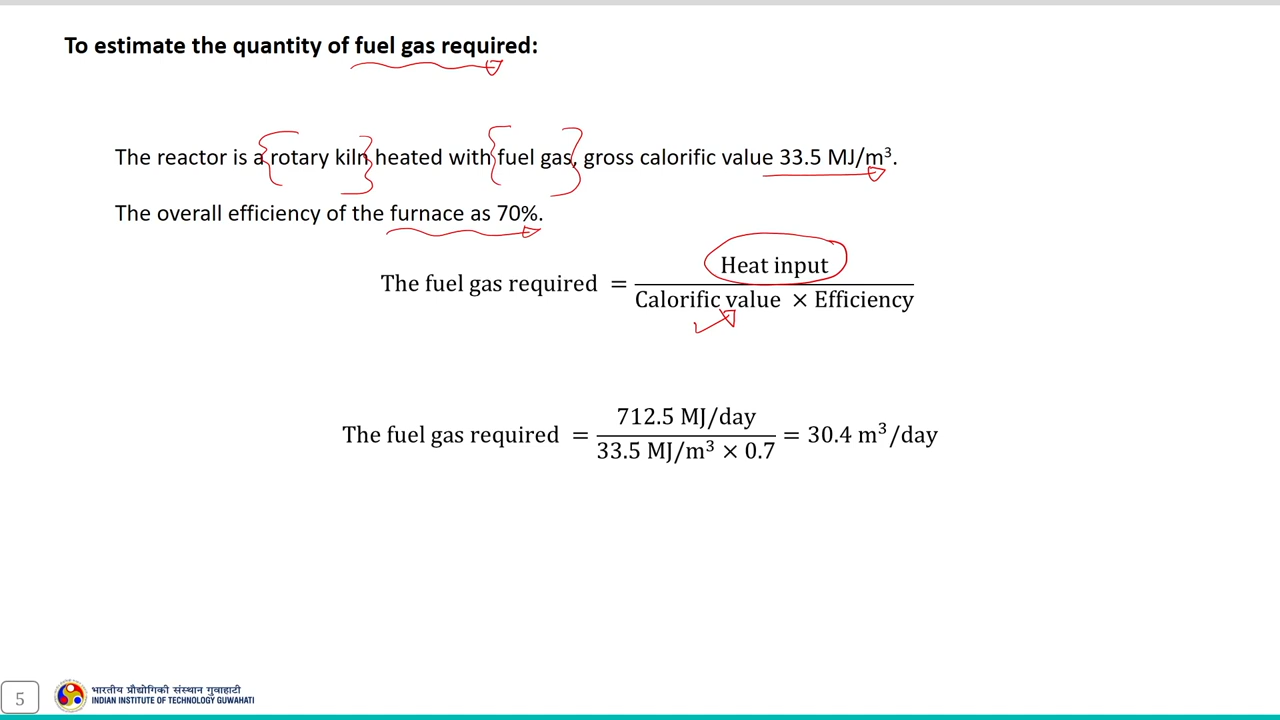 To estimate the quantity of fuel gas required:
The reactor is a rotary kiln heated with fuel gas, gross calorific value 33.5 MJ/m³.
The overall efficiency of the furnace as 70%.
The fuel gas required = Heat input / Calorific value × Efficiency
The fuel gas required = 712.5 MJ/day / 33.5 MJ/m³ × 0.7 = 30.4 m³/day
5
भारतीय प्रौद्योगिकी संस्थान गुवाहाटी
INDIAN INSTITUTE OF TECHNOLOGY GUWAHATI